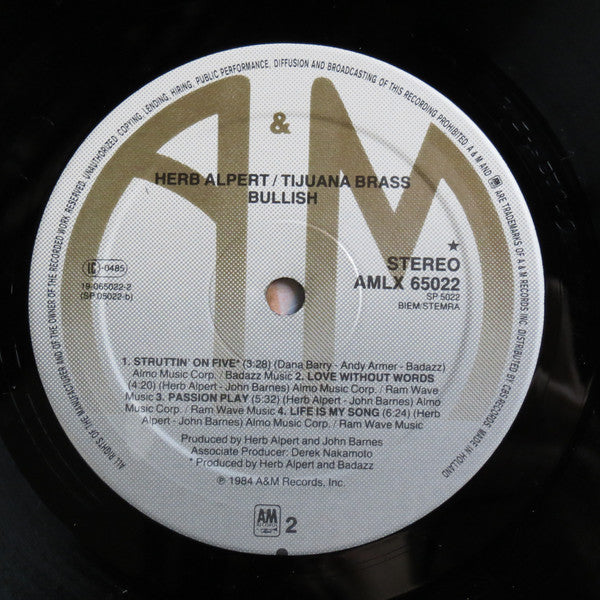 ALL RIGHTS OF THE MANUFACTURER AND OF THE OWNER OF THE RECORDED WORK RESERVED. UNAUTHORIZED COPYING, LENDING, HIRING, PUBLIC PERFORMANCE, DIFFUSION AND BROADCASTING OF THIS RECORDING PROHIBITED. A & M AND ARE TRADEMARKS OF A & M RECORDS INC. DISTRIBUTED BY CBS RECORDS. MADE IN HOLLAND
A & M
HERB ALPERT / TIJUANA BRASS
BULLISH
-0485
19-065022-2
(SP 05022-b)
★
STEREO
AMLX 65022
SP 5022
BIEM/STEMRA
1. STRUTTIN' ON FIVE* (3:28) (Dana Barry - Andy Armer - Badazz)
Almo Music Corp. / Badazz Music 2. LOVE WITHOUT WORDS
(4:20) (Herb Alpert - John Barnes) Almo Music Corp. / Ram Wave
Music 3. PASSION PLAY (5:32) (Herb Alpert - John Barnes) Almo
Music Corp. / Ram Wave Music 4. LIFE IS MY SONG (6:24) (Herb
Alpert - John Barnes) Almo Music Corp. / Ram Wave Music
Produced by Herb Alpert and John Barnes
Associate Producer: Derek Nakamoto
* Produced by Herb Alpert and Badazz
℗ 1984 A&M Records, Inc.
A&M
RECORDS
2